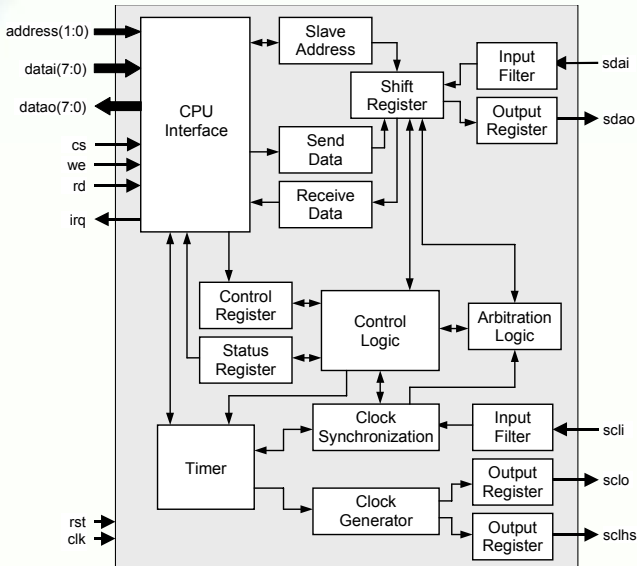 address(1:0)
datai(7:0)
datao(7:0)
cs
we
rd
irq
rst
clk
CPU
Interface
Slave
Address
Shift
Register
Input
Filter
sdai
Output
Register
sdao
Send
Data
Receive
Data
Control
Register
Status
Register
Control
Logic
Arbitration
Logic
Clock
Synchronization
Input
Filter
scli
Timer
Clock
Generator
Output
Register
sclo
Output
Register
sclhs